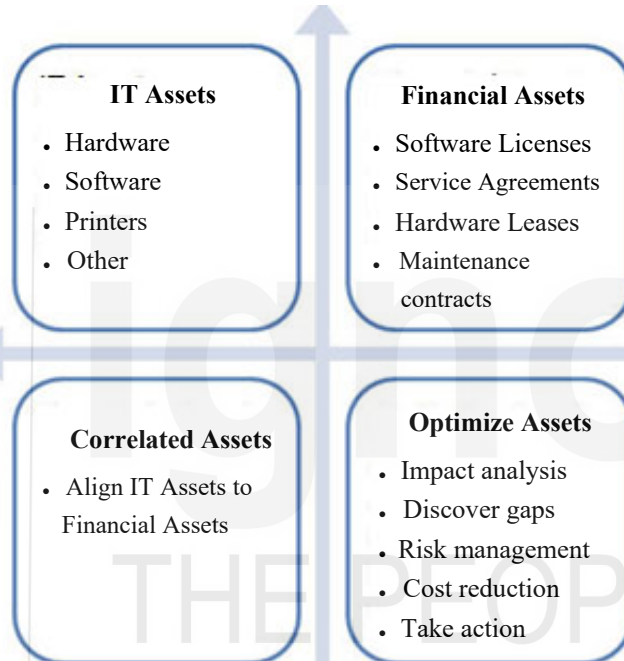 IT Assets
• Hardware
• Software
• Printers
• Other
Financial Assets
• Software Licenses
• Service Agreements
• Hardware Leases
• Maintenance
contracts
Correlated Assets
• Align IT Assets to
Financial Assets
Optimize Assets
• Impact analysis
• Discover gaps
• Risk management
• Cost reduction
• Take action
THE PEOP